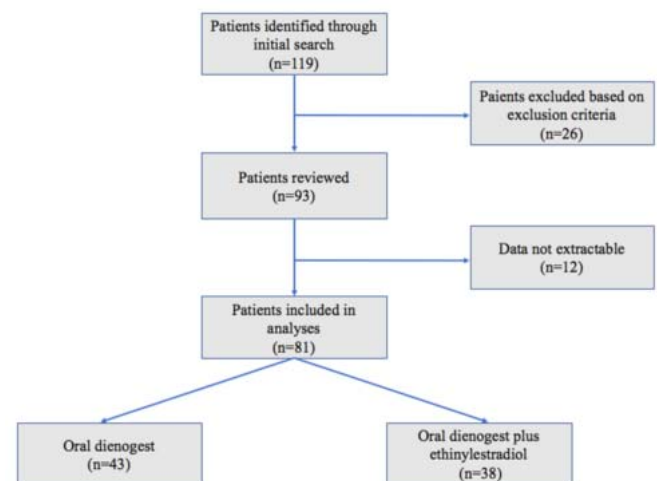 Patients identified through
initial search
(n=119)
Paients excluded based on
exclusion criteria
(n=26)
Patients reviewed
(n=93)
Data not extractable
(n=12)
Patients included in
analyses
(n=81)
Oral dienogest
(n=43)
Oral dienogest plus
ethinylestradiol
(n=38)